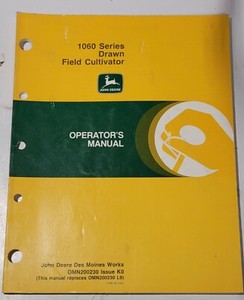 1060 Series
Drawn
Field Cultivator
JOHN DEERE
OPERATOR'S
MANUAL
John Deere Des Moines Works
OMN200230 Issue K0
(This manual replaces OMN200230 L9)